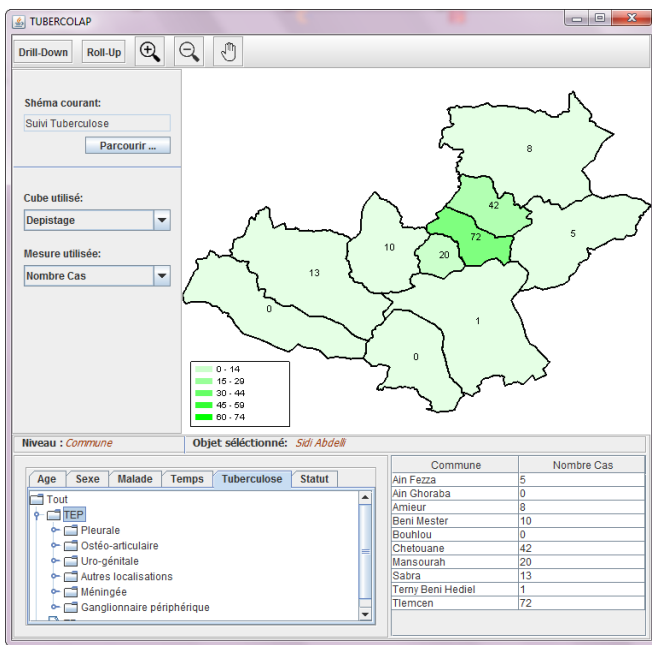 TUBERCOLAP
Drill-Down Roll-Up
Shéma courant:
Suivi Tuberculose
Parcourir ...
Cube utilisé:
Depistage
Mesure utilisée:
Nombre Cas
8
42
5
72
10
20
13
0
1
0
0 - 14
15 - 29
30 - 44
45 - 59
60 - 74
Niveau : Commune Objet séléctionné: Sidi Abdelli
Age Sexe Malade Temps Tuberculose Statut
Tout
TEP
Pleurale
Ostéo-articulaire
Uro-génitale
Autres localisations
Méningée
Ganglionnaire périphérique
Commune Nombre Cas
Ain Fezza 5
Ain Ghoraba 0
Amieur 8
Beni Mester 10
Bouhlou 0
Chetouane 42
Mansourah 20
Sabra 13
Terny Beni Hediel 1
Tlemcen 72